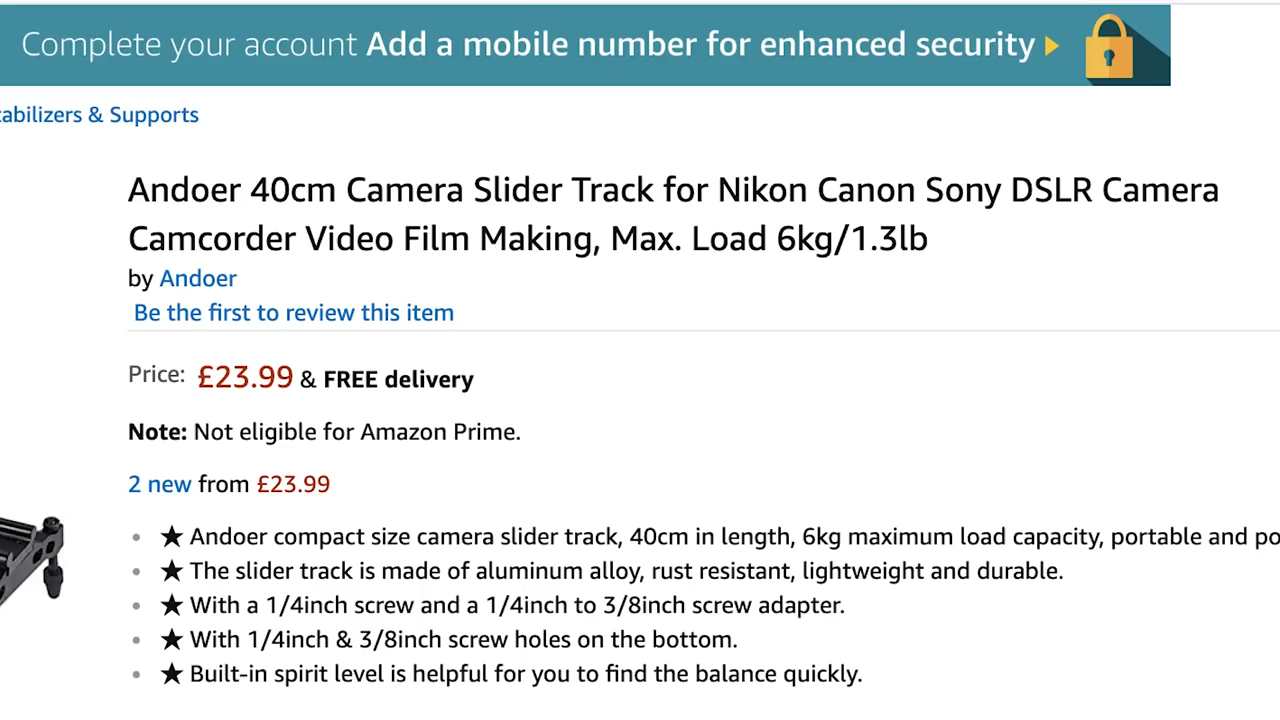 Complete your account Add a mobile number for enhanced security
abilizers & Supports
Andoer 40cm Camera Slider Track for Nikon Canon Sony DSLR Camera
Camcorder Video Film Making, Max. Load 6kg/1.3lb
by Andoer
Be the first to review this item
Price: £23.99 & FREE delivery
Note: Not eligible for Amazon Prime.
2 new from £23.99
★ Andoer compact size camera slider track, 40cm in length, 6kg maximum load capacity, portable and po
★ The slider track is made of aluminum alloy, rust resistant, lightweight and durable.
★ With a 1/4inch screw and a 1/4inch to 3/8inch screw adapter.
★ With 1/4inch & 3/8inch screw holes on the bottom.
★ Built-in spirit level is helpful for you to find the balance quickly.